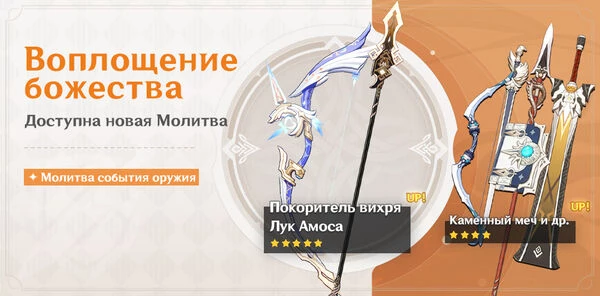 Воплощение
божества
Доступна новая Молитва
✦ Молитва события оружия
Покоритель вихря
Лук Амоса
UP!
Каменный меч и др.
UP!